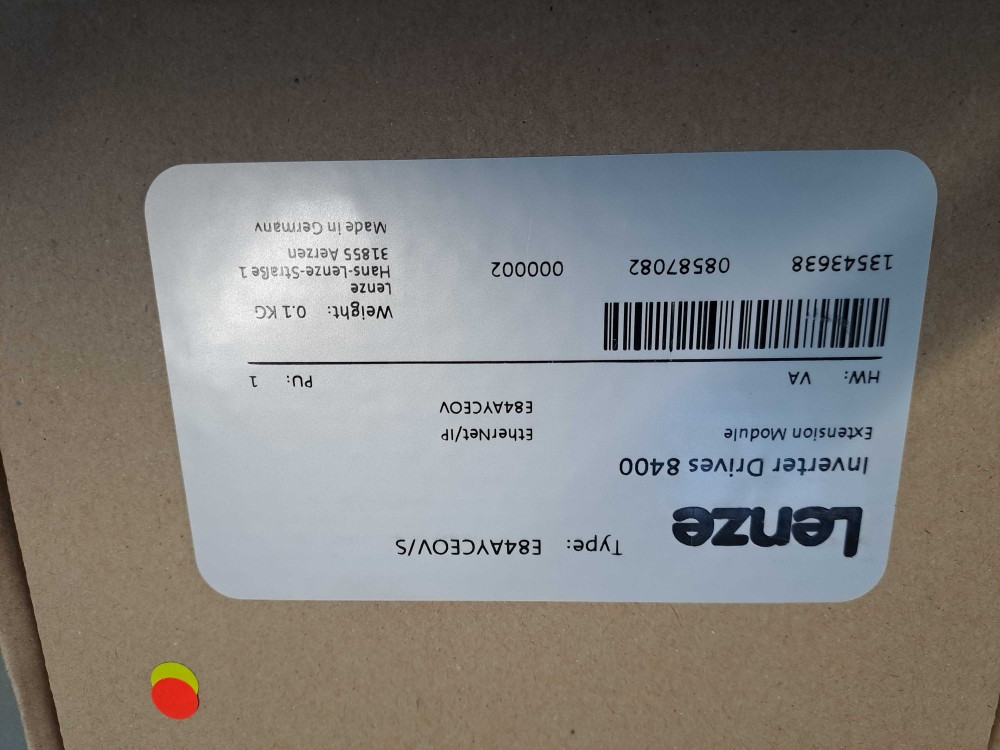 Lenze
Type: E84AYCEOV/S
Inverter Drives 8400
Extension Module
EtherNet/IP
E84AYCEOV
HW: VA
PU: 1
13543638 08587082 000002
Weight: 0.1 KG
Lenze
Hans-Lenze-Straße 1
31855 Aerzen
Made in Germany